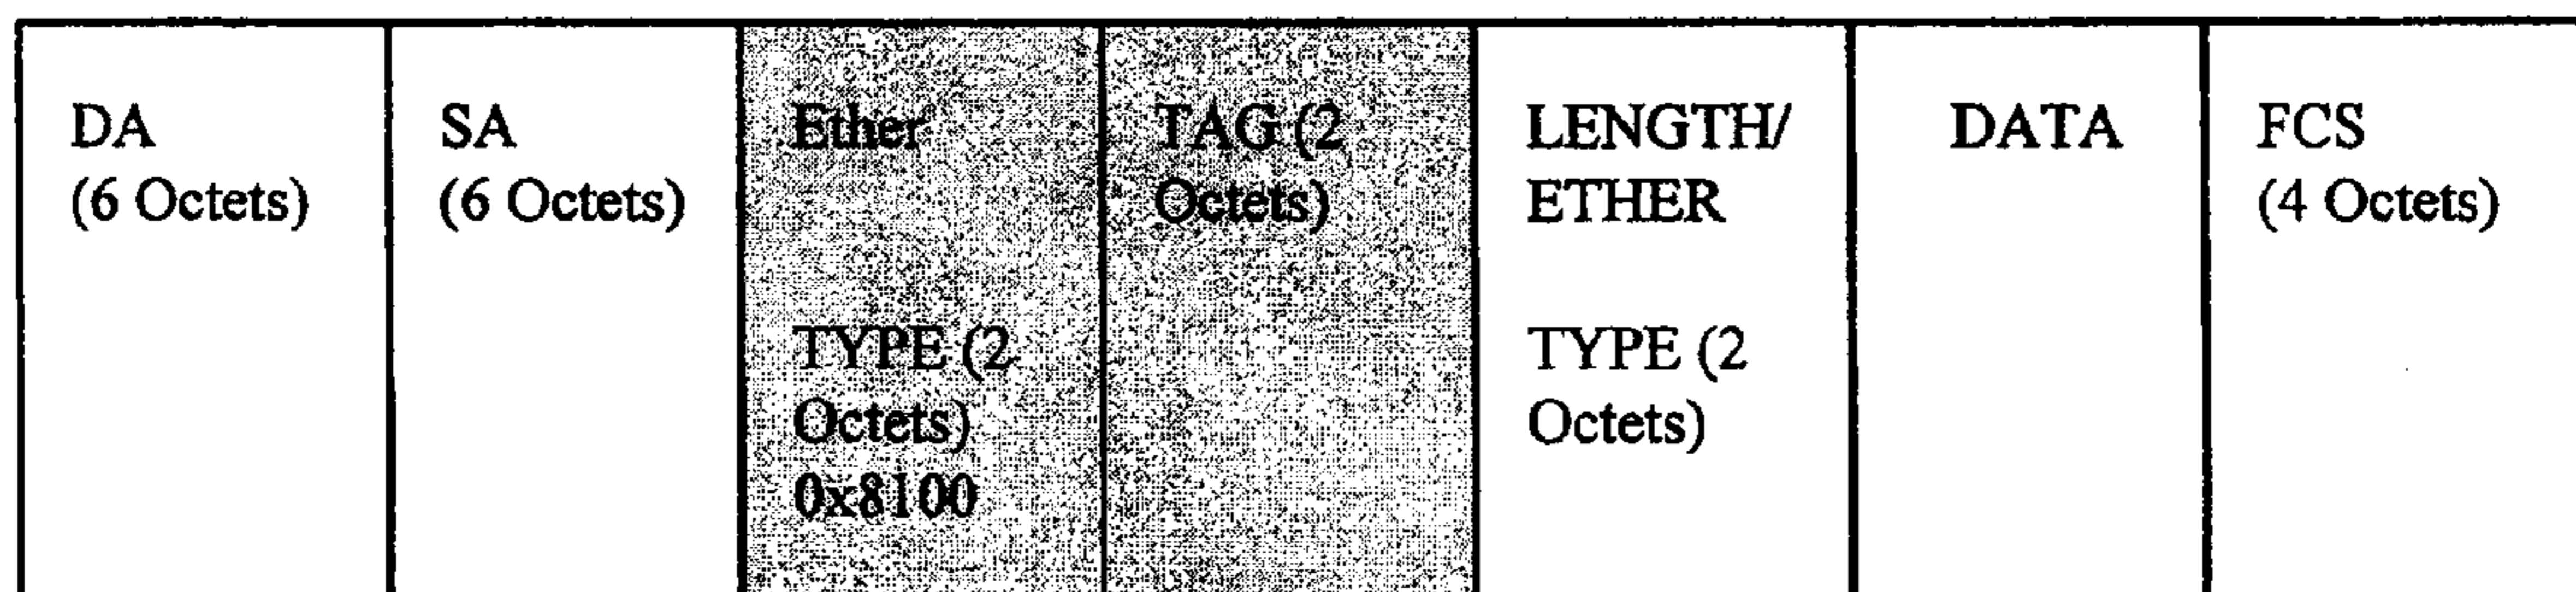 DA
(6 Octets)
SA
(6 Octets)
Ether
TYPE (2
Octets)
0x8100
TAG (2
Octets)
LENGTH/
ETHER
TYPE (2
Octets)
DATA
FCS
(4 Octets)